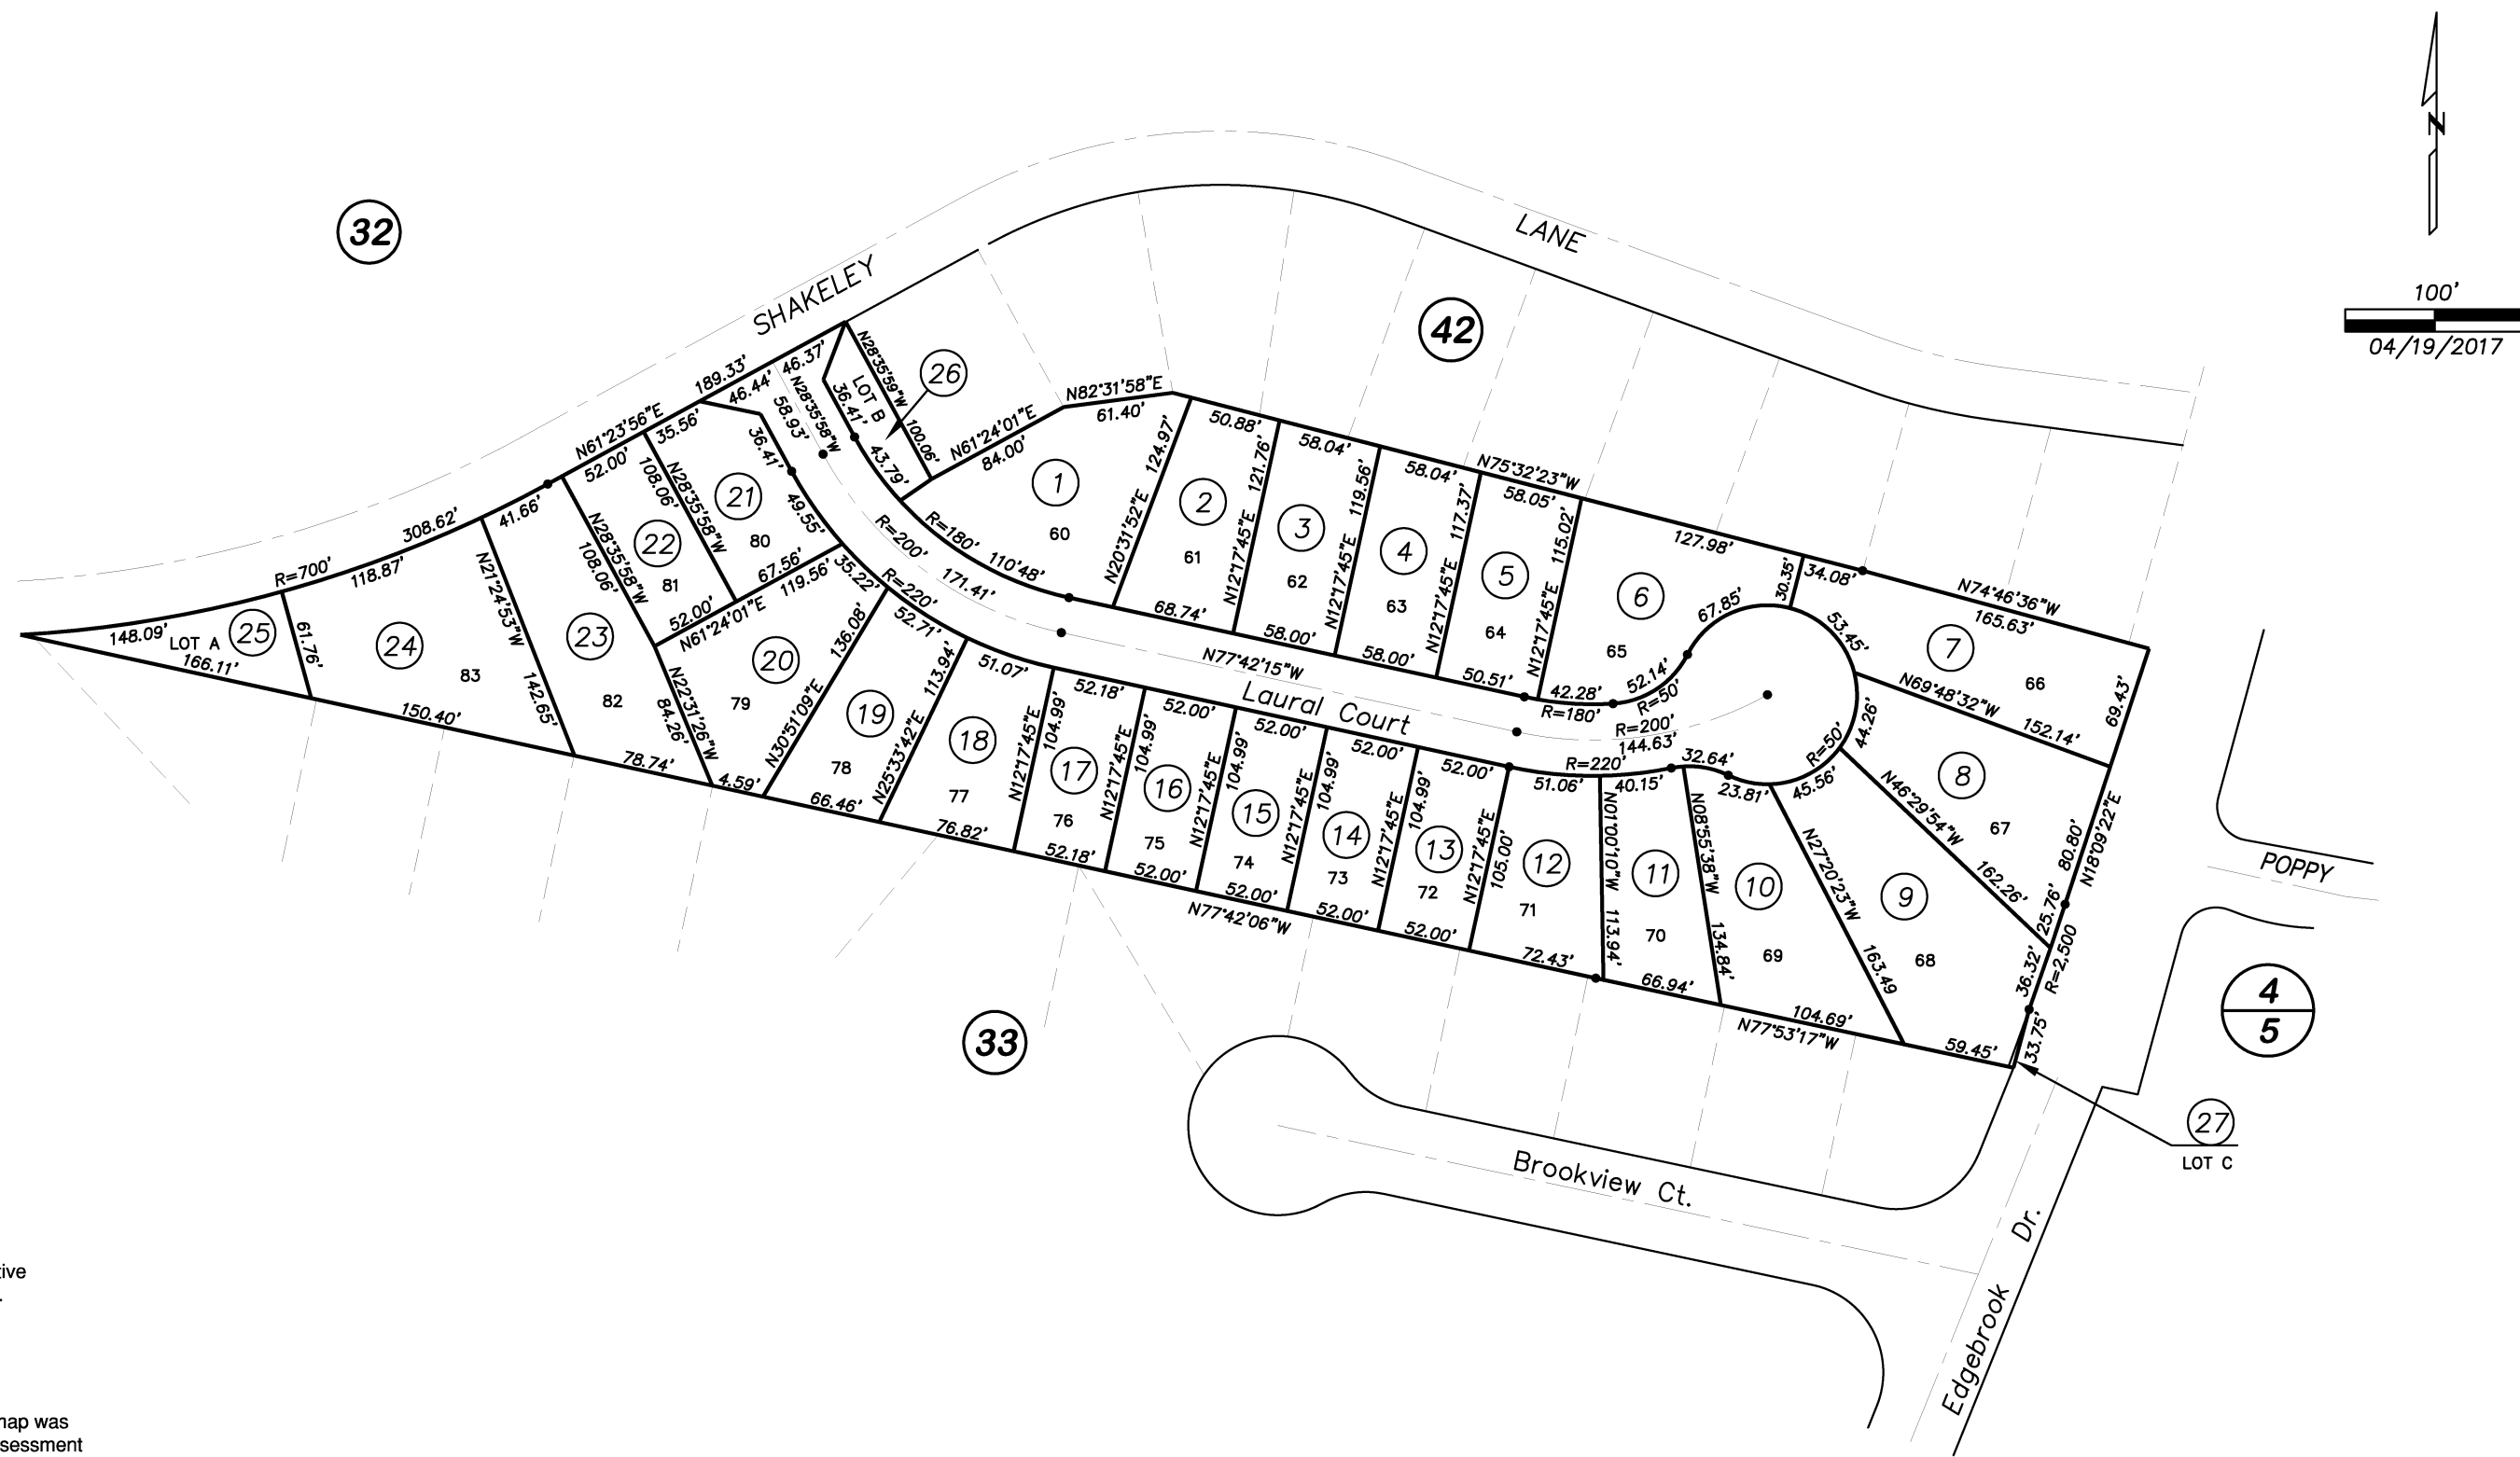 N
100'
04/19/2017
32
SHAKELEY
LANE
42
189.33'
N61°23'56"E
46.44'
46.37'
35.56'
52.00'
41.66'
308.62'
R=700'
118.87'
148.09'
LOT A
25
166.11'
61.76'
24
83
150.40'
N21°24'53"W
142.65'
23
82
78.74'
N28°35'58"W
108.06'
22
81
108.06'
N28°35'58"W
21
80
36.41'
49.55'
67.56'
52.00'
N61°24'01"E
119.56'
35.22'
58.93'
N28°35'58"W
36.41'
LOT B
N28°35'59"W
100.06'
26
43.79'
N61°24'01"E
84.00'
N82°31'58"E
61.40'
1
60
R=180'
110'48'
R=200'
171.41'
R=220'
N20°31'52"E
124.97'
50.88'
2
61
68.74'
N12°17'45"E
121.76'
58.04'
3
62
58.00'
N12°17'45"E
119.56'
58.04'
4
63
58.00'
N12°17'45"E
117.37'
N75°32'23"W
58.05'
5
64
50.51'
N12°17'45"E
115.02'
127.98'
6
65
42.28'
R=180'
52.14'
R=50'
67.85'
30.35'
34.08'
53.45'
N74°46'36"W
165.63'
7
66
69.43'
N69°48'32"W
152.14'
44.26'
R=50'
8
67
80.80'
N18°09'22"E
N46°29'54"W
162.26'
25.76'
45.56'
36.32'
R=2,500
33.75'
9
68
59.45'
N27°20'23"W
163.49
10
69
104.69'
N77°53'17"W
23.81'
32.64'
N08°55'38"W
134.84'
11
70
66.94'
40.15'
N01°00'10"W
113.94'
R=220'
51.06'
R=200'
144.63'
12
71
72.43'
N12°17'45"E
105.00'
52.00'
13
72
52.00'
N12°17'45"E
104.99'
52.00'
14
73
52.00'
N12°17'45"E
104.99'
52.00'
15
74
52.00'
N12°17'45"E
104.99'
52.00'
16
75
52.00'
N12°17'45"E
104.99'
52.18'
17
76
52.18'
N12°17'45"E
104.99'
51.07'
18
77
76.82'
N25°33'42"E
113.94'
52.71'
19
78
66.46'
N30°51'09"E
136.08'
20
79
4.59'
N22°31'26"W
84.26'
N77°42'15"W
Laural Court
N77°42'06"W
33
POPPY
4
5
27
LOT C
Brookview Ct.
Edgebrook Dr.
tive
map was
sessment